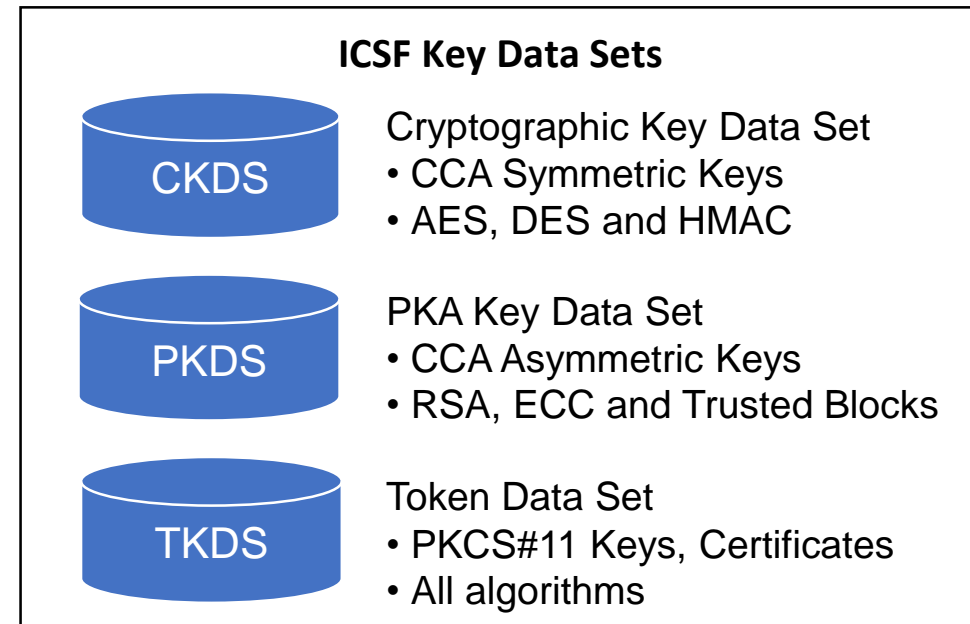 ICSF Key Data Sets
CKDS
Cryptographic Key Data Set
• CCA Symmetric Keys
• AES, DES and HMAC
PKDS
PKA Key Data Set
• CCA Asymmetric Keys
• RSA, ECC and Trusted Blocks
TKDS
Token Data Set
• PKCS#11 Keys, Certificates
• All algorithms